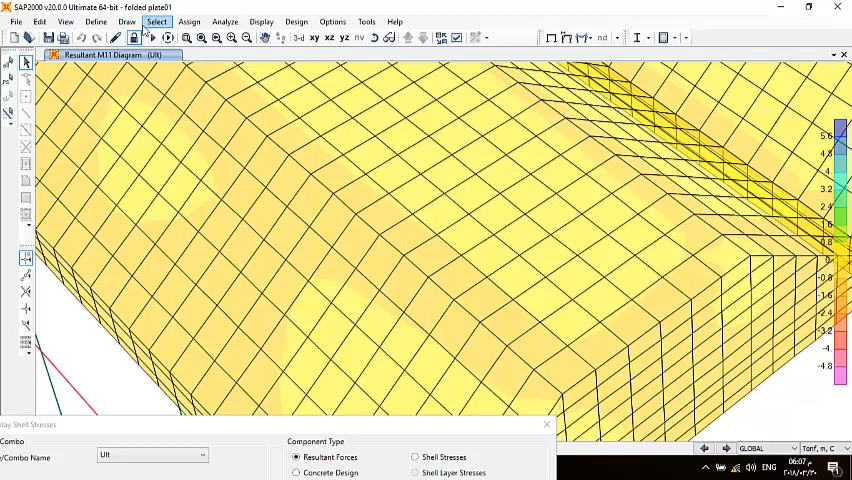 SAP2000 v20.0.0 Ultimate 64-bit - folded plate01
File Edit View Define Draw Select Assign Analyze Display Design Options Tools Help
3-d xy xz yz nv nd
Resultant M11 Diagram (Ult)
5.6
4.8
4.
3.2
2.4
1.6
0.8
0.
-0.8
-1.6
-2.4
-3.2
-4.
-4.8
lay Shell Stresses
Combo
/Combo Name Ult
Component Type
Resultant Forces Shell Stresses
Concrete Design Shell Layer Stresses
GLOBAL Tonf, m, C
ENG
06:07 م
٢٠١٨/٠٣/٢٠